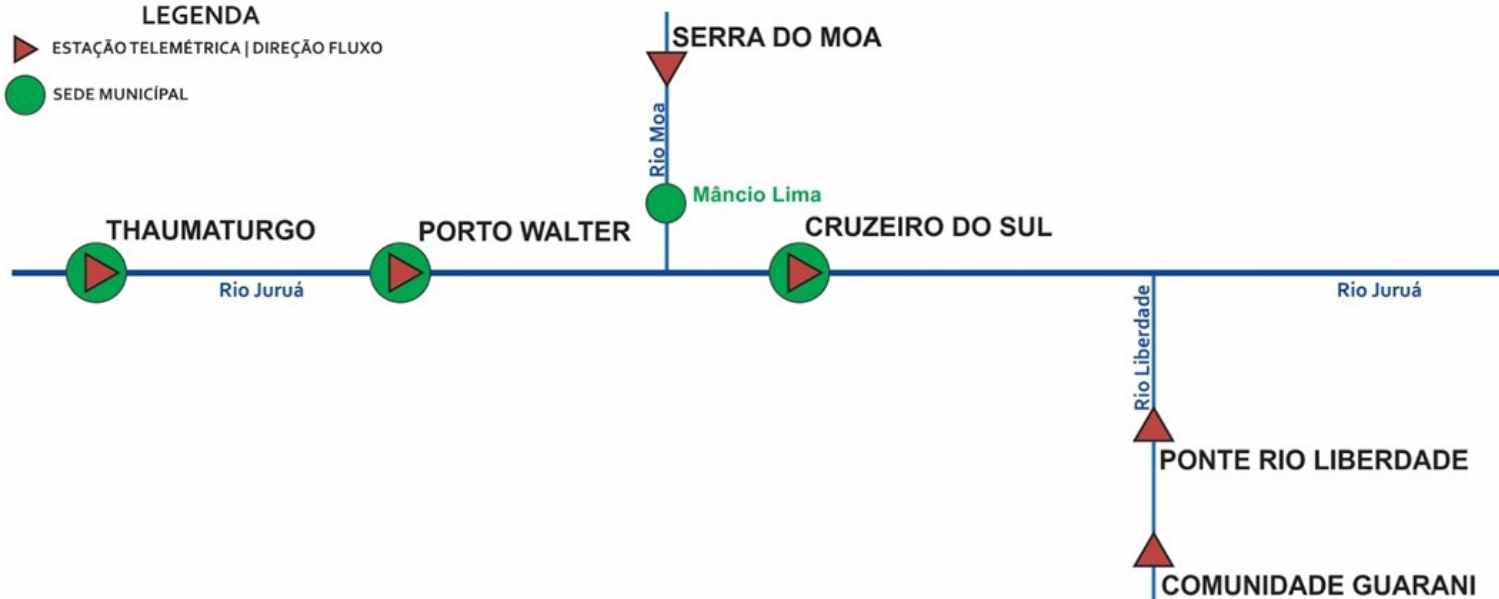 LEGENDA
ESTAÇÃO TELEMÉTRICA | DIREÇÃO FLUXO
SEDE MUNICÍPAL
SERRA DO MOA
Rio Moa
Mâncio Lima
THAUMATURGO
PORTO WALTER
CRUZEIRO DO SUL
Rio Juruá
Rio Juruá
Rio Liberdade
PONTE RIO LIBERDADE
COMUNIDADE GUARANI